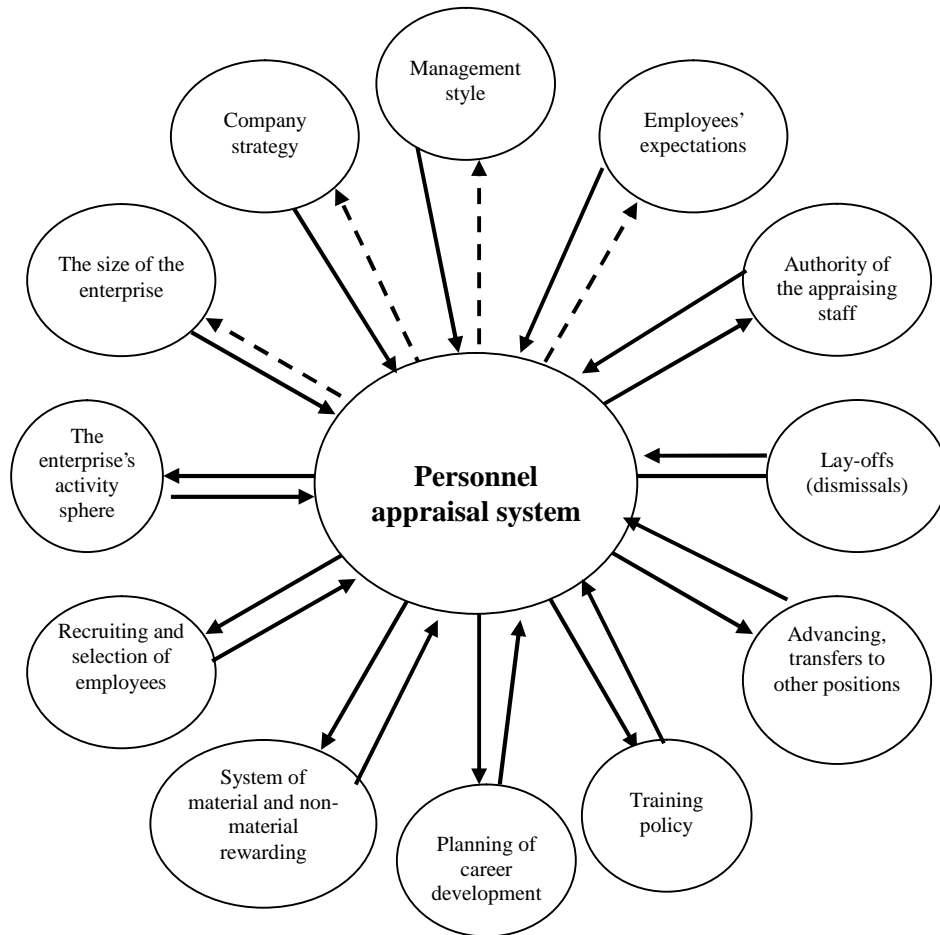 Management
style
Company
strategy
Employees’
expectations
The size of the
enterprise
Authority of
the appraising
staff
The
enterprise’s
activity
sphere
Personnel
appraisal system
Lay-offs
(dismissals)
Recruiting and
selection of
employees
Advancing,
transfers to
other positions
System of
material and non-
material
rewarding
Planning of
career
development
Training
policy